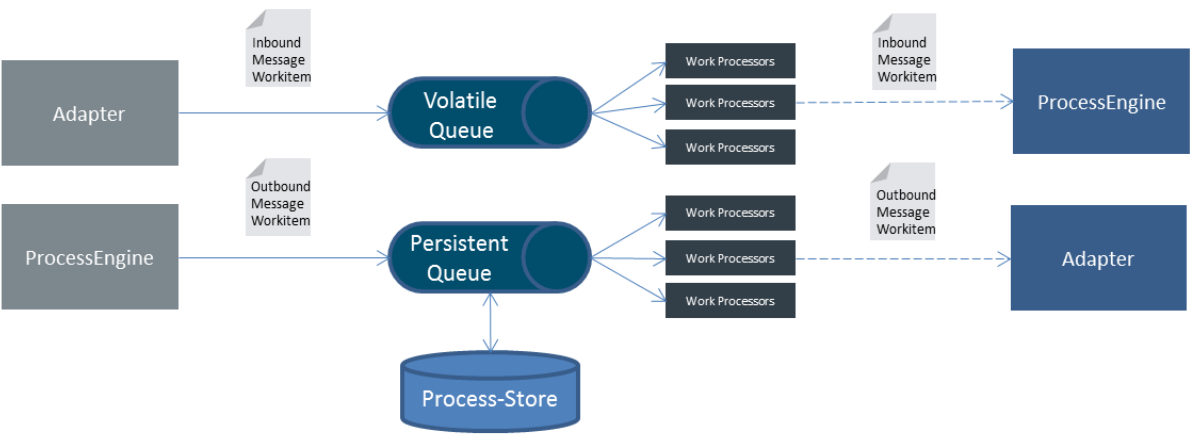 Inbound
Message
Workitem
Adapter
Volatile
Queue
Work Processors
Work Processors
Work Processors
Inbound
Message
Workitem
ProcessEngine
Outbound
Message
Workitem
ProcessEngine
Persistent
Queue
Work Processors
Work Processors
Work Processors
Outbound
Message
Workitem
Adapter
Process-Store